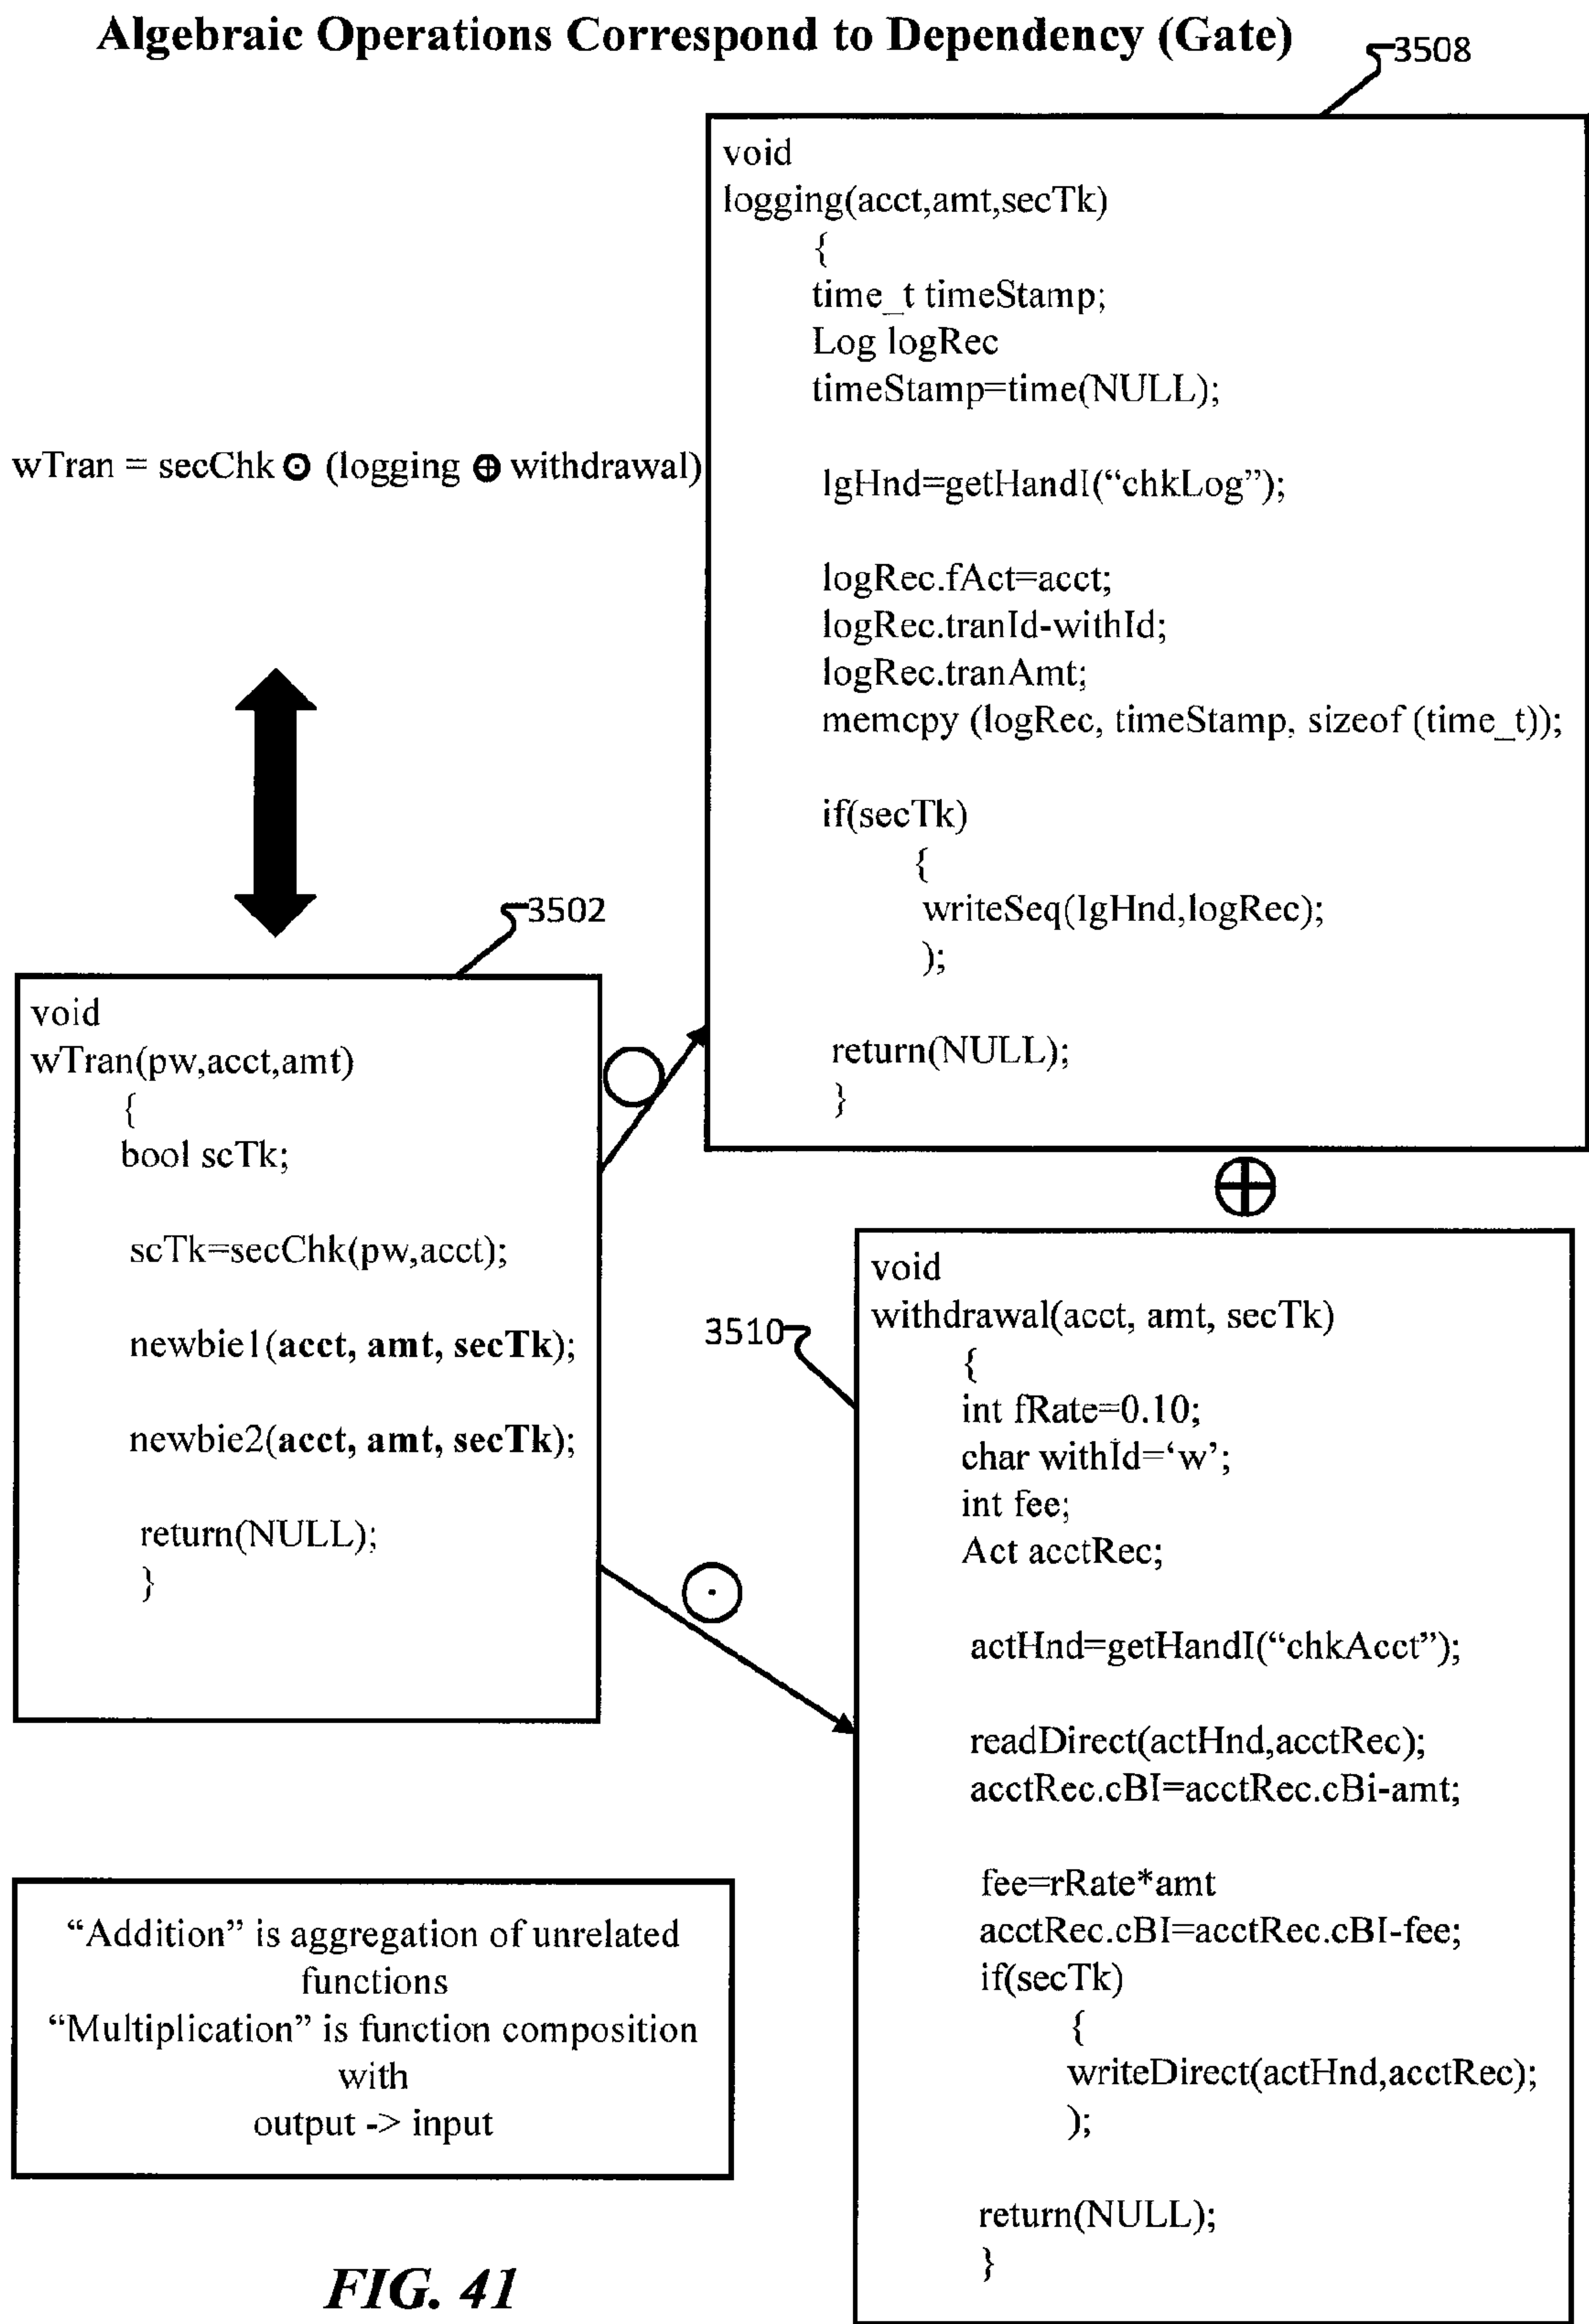 Algebraic Operations Correspond to Dependency (Gate)
3508
void
logging(acct,amt,secTk)
{
time_t timeStamp;
Log logRec
timeStamp=time(NULL);
lgHnd=getHandl("chkLog");
logRec.fAct=acct;
logRec.tranId-withId;
logRec.tranAmt;
memcpy (logRec, timeStamp, sizeof (time_t));
if(secTk)
{
writeSeq(lgHnd,logRec);
);
return(NULL);
}
wTran = secChk ⊙ (logging ⊕ withdrawal)
3502
void
wTran(pw,acct,amt)
{
bool scTk;
scTk=secChk(pw,acct);
newbie1(acct, amt, secTk);
newbie2(acct, amt, secTk);
return(NULL);
}
3510
void
withdrawal(acct, amt, secTk)
{
int fRate=0.10;
char withId=‘w’;
int fee;
Act acctRec;
actHnd=getHandI(“chkAcct”);
readDirect(actHnd,acctRec);
acctRec.cBI=acctRec.cBi-amt;
fee=rRate*amt
acctRec.cBI=acctRec.cBI-fee;
if(secTk)
{
writeDirect(actHnd,acctRec);
);
return(NULL);
}
“Addition” is aggregation of unrelated
functions
“Multiplication” is function composition
with
output -> input
FIG. 41